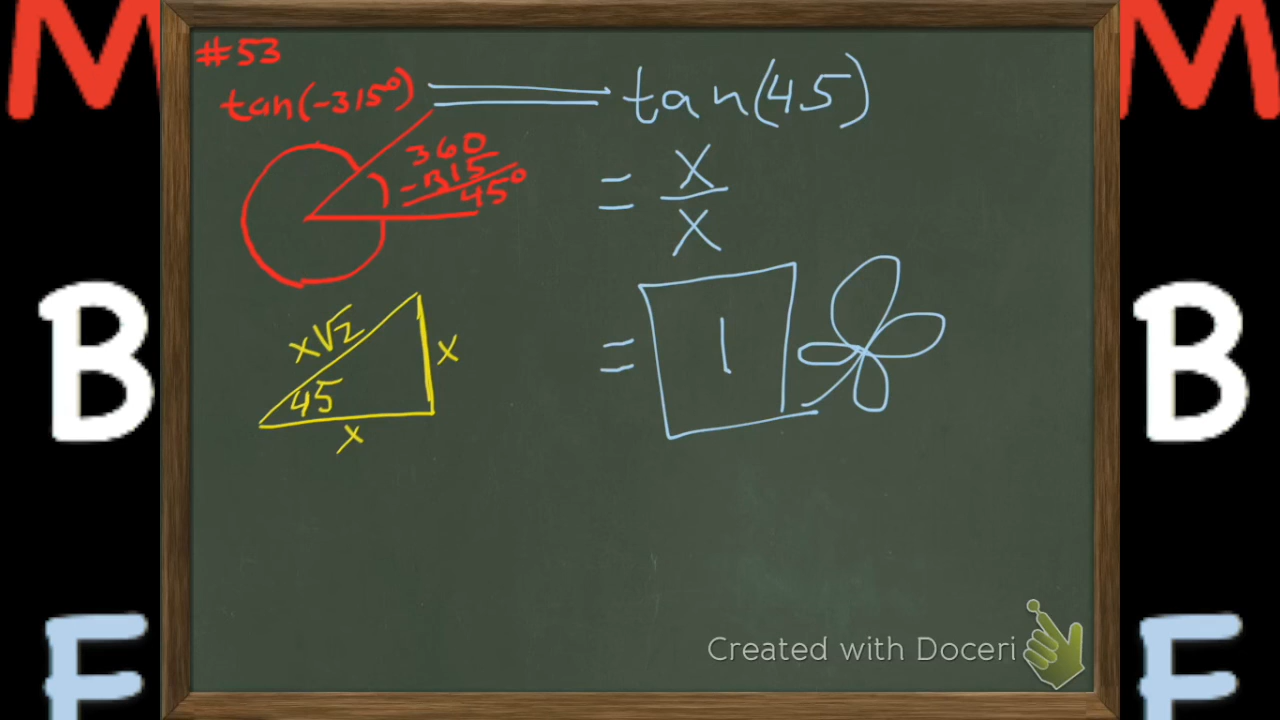 M M
#53
tan(-315°) = tan(45)
360
-315
45°
= x/x
x√2
45
x
x
= 1
B B
F F
Created with Doceri